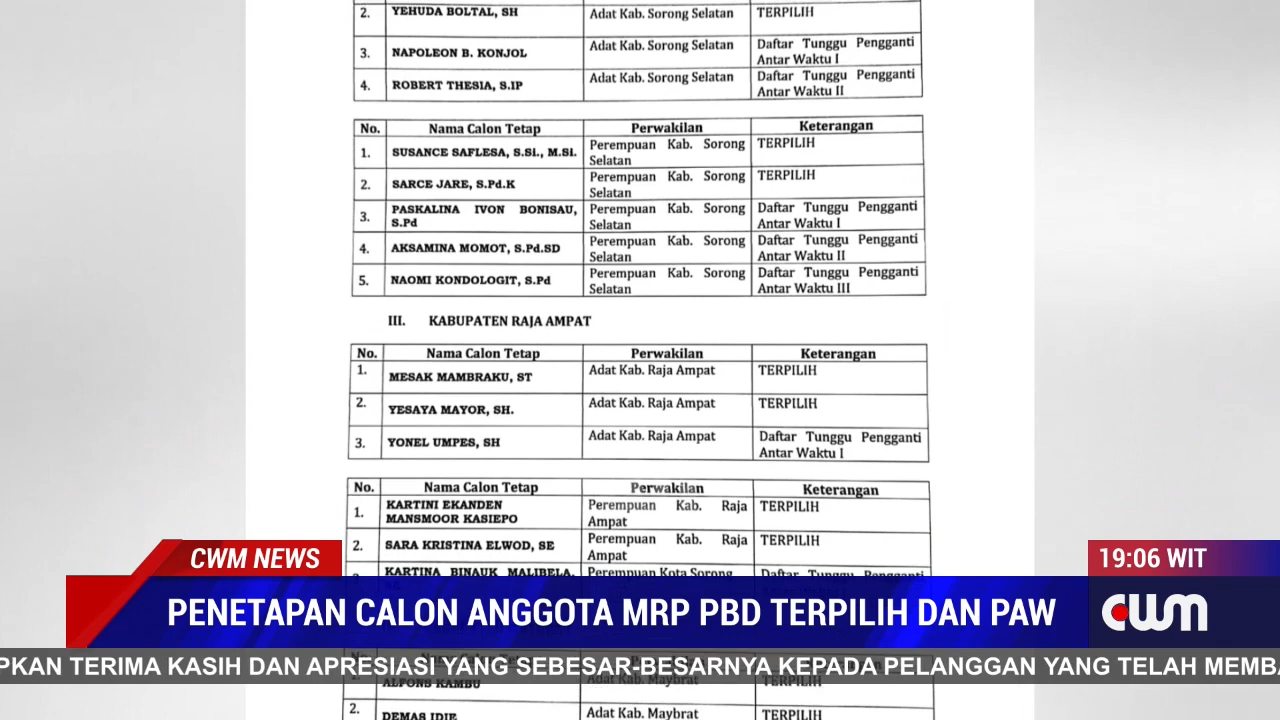 2. YEHUDA BOLTAL, SH Adat Kab. Sorong Selatan TERPILIH
3. NAPOLEON B. KONJOL Adat Kab. Sorong Selatan Daftar Tunggu Pengganti
Antar Waktu I
4. ROBERT THESIA, S.IP Adat Kab. Sorong Selatan Daftar Tunggu Pengganti
Antar Waktu II
No. Nama Calon Tetap Perwakilan Keterangan
1. SUSANCE SAFLESA, S.Si., M.Si. Perempuan Kab. Sorong TERPILIH
Selatan
2. SARCE JARE, S.Pd.K Perempuan Kab. Sorong TERPILIH
Selatan
3. PASKALINA IVON BONISAU, Perempuan Kab. Sorong Daftar Tunggu Pengganti
S.Pd Selatan Antar Waktu I
4. AKSAMINA MOMOT, S.Pd.SD Perempuan Kab. Sorong Daftar Tunggu Pengganti
Selatan Antar Waktu II
5. NAOMI KONDOLOGIT, S.Pd Perempuan Kab. Sorong Daftar Tunggu Pengganti
Selatan Antar Waktu III
III. KABUPATEN RAJA AMPAT
No. Nama Calon Tetap Perwakilan Keterangan
1. MESAK MAMBRAKU, ST Adat Kab. Raja Ampat TERPILIH
2. YESAYA MAYOR, SH. Adat Kab. Raja Ampat TERPILIH
3. YONEL UMPES, SH Adat Kab. Raja Ampat Daftar Tunggu Pengganti
Antar Waktu I
No. Nama Calon Tetap Perwakilan Keterangan
1. KARTINI EKANDEN Perempuan Kab. Raja TERPILIH
MANSMOOR KASIEPO Ampat
2. SARA KRISTINA ELWOD, SE Perempuan Kab. Raja TERPILIH
Ampat
KARTINA BINAUK MALIBELA, Perempuan Kota Sorong Daftar Tunggu Pengganti
CWM NEWS
19:06 WIT
PENETAPAN CALON ANGGOTA MRP PBD TERPILIH DAN PAW
cwm
PKAN TERIMA KASIH DAN APRESIASI YANG SEBESAR-BESARNYA KEPADA PELANGGAN YANG TELAH MEMBA
ALFONS KAMBU Adat Kab. Maybrat TERPILIH
2. DEMAS IDIE Adat Kab. Maybrat TERPILIH